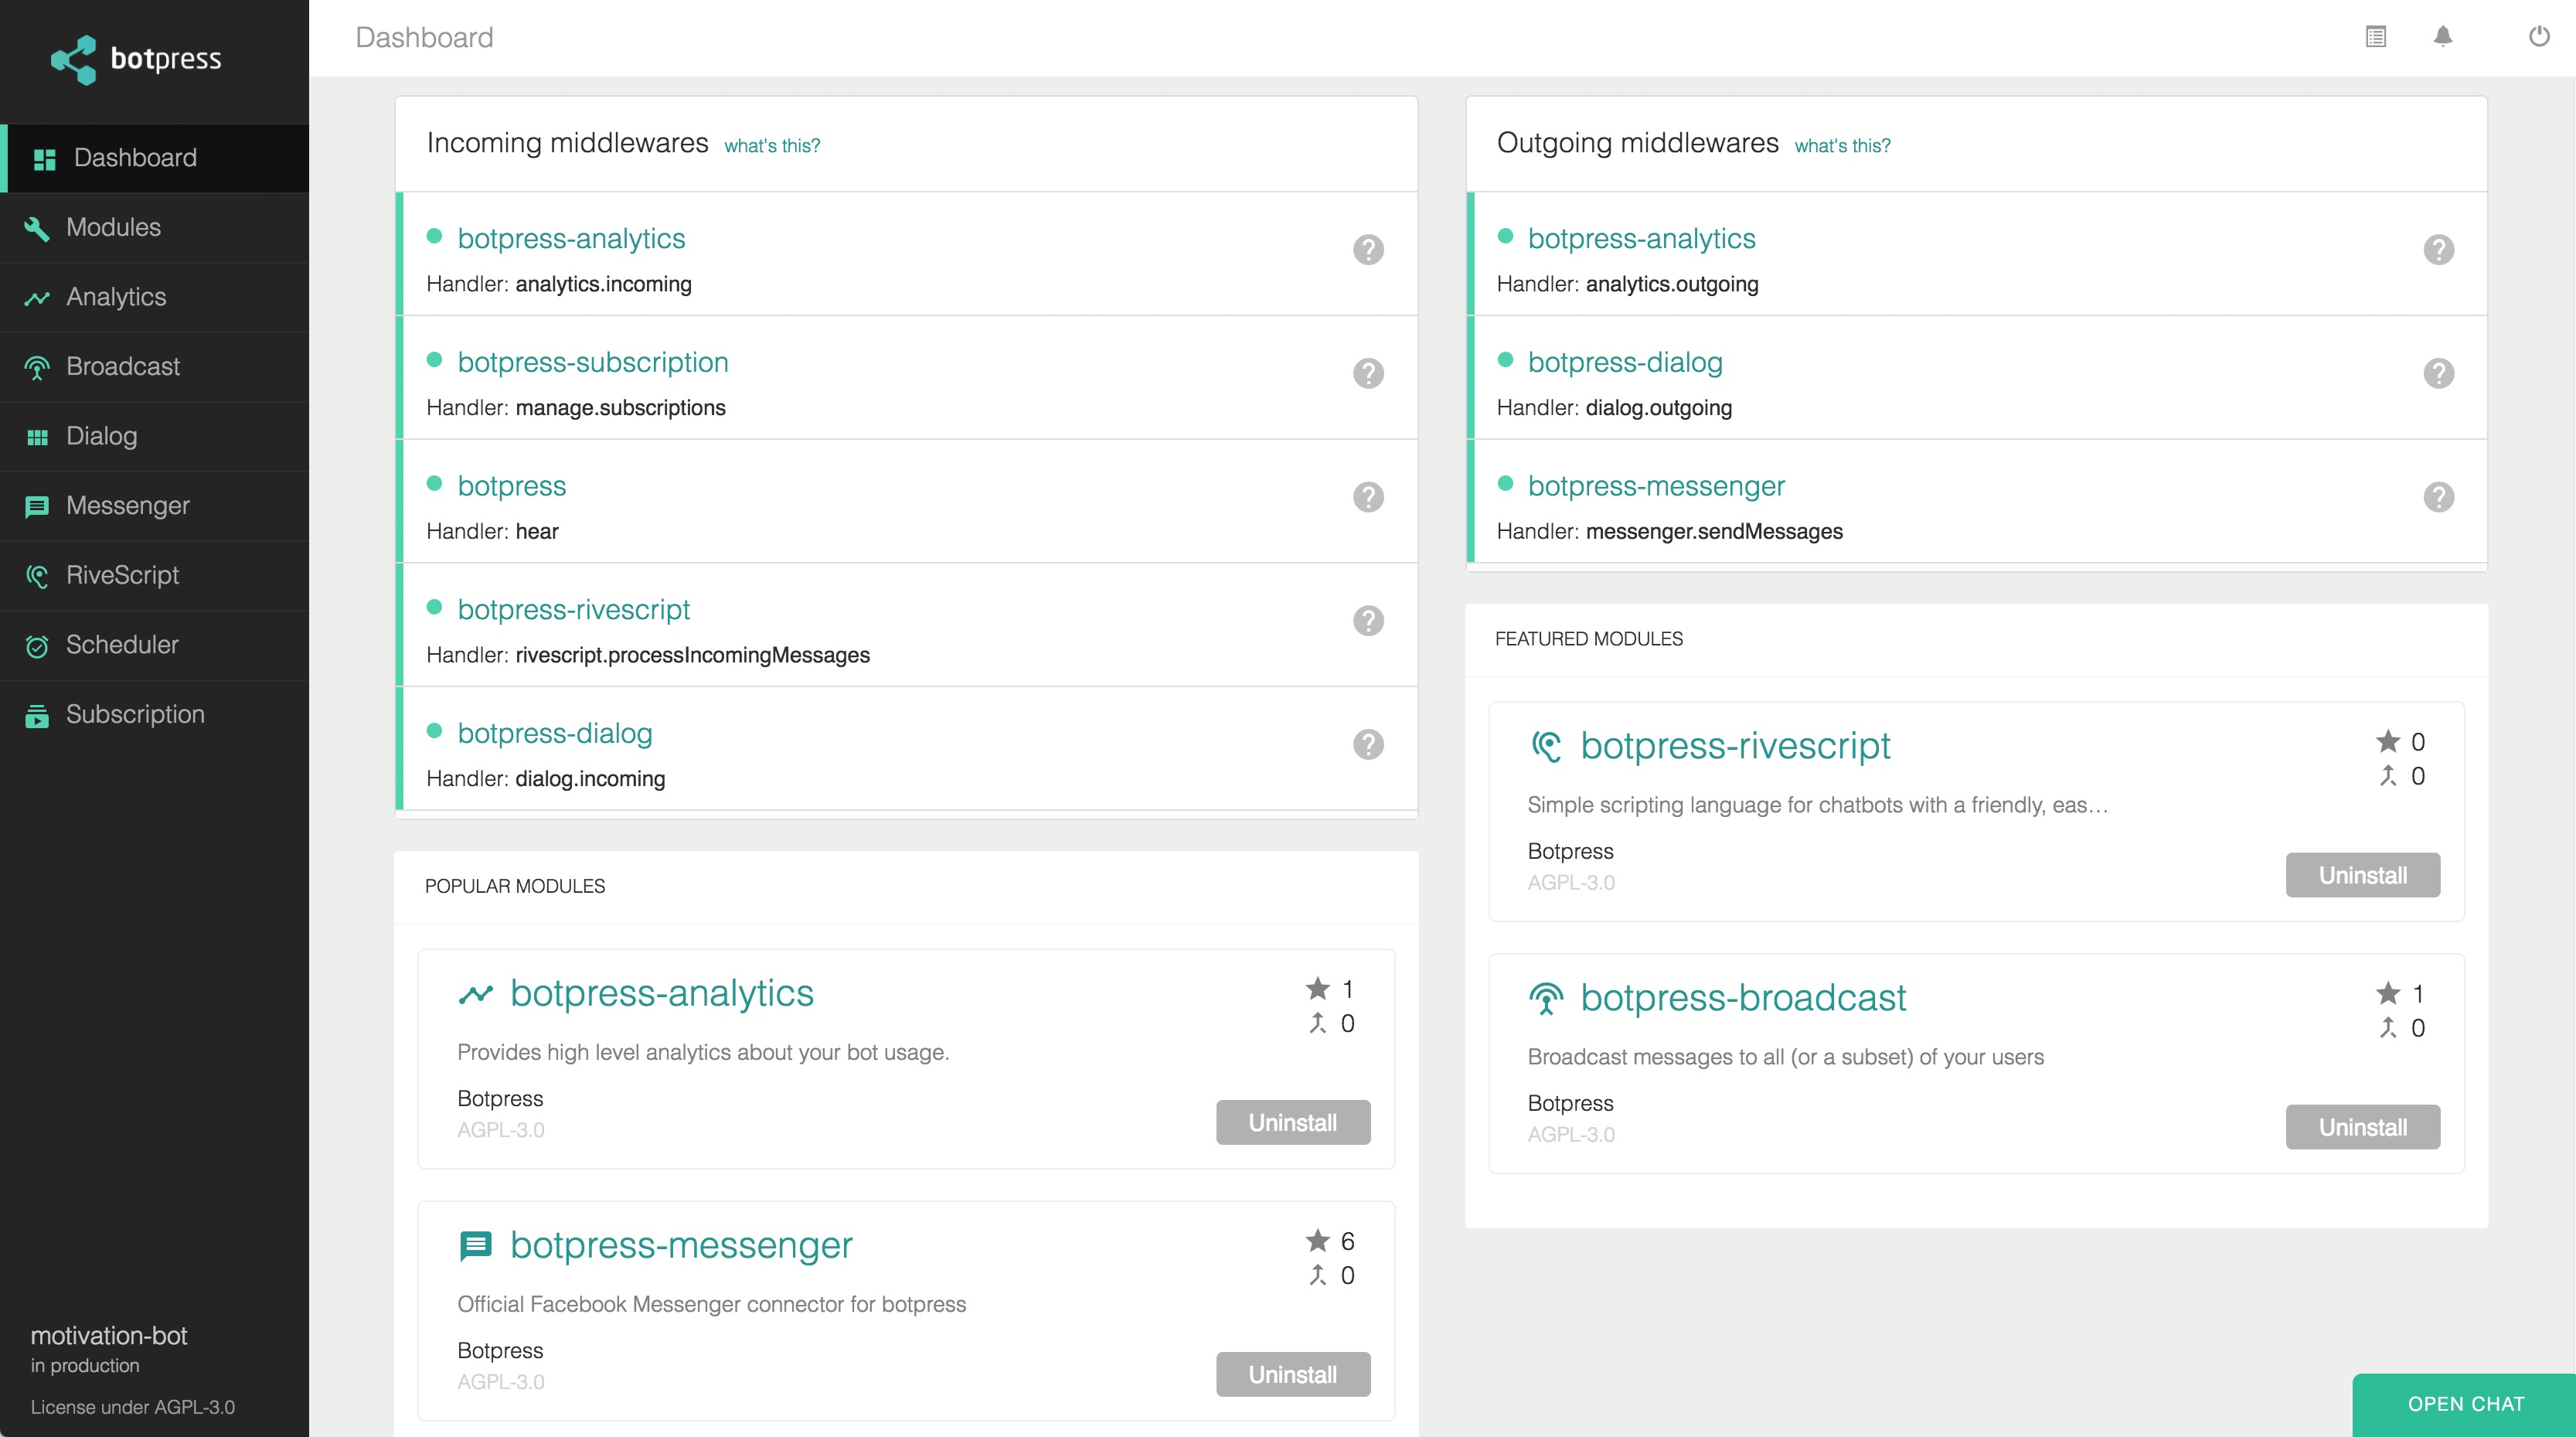 botpress
Dashboard
Modules
Analytics
Broadcast
Dialog
Messenger
RiveScript
Scheduler
Subscription
motivation-bot
in production
License under AGPL-3.0
Dashboard
Incoming middlewares what's this?
botpress-analytics
Handler: analytics.incoming
botpress-subscription
Handler: manage.subscriptions
botpress
Handler: hear
botpress-rivescript
Handler: rivescript.processIncomingMessages
botpress-dialog
Handler: dialog.incoming
POPULAR MODULES
botpress-analytics
1
0
Provides high level analytics about your bot usage.
Botpress
AGPL-3.0
Uninstall
botpress-messenger
6
0
Official Facebook Messenger connector for botpress
Botpress
AGPL-3.0
Uninstall
Outgoing middlewares what's this?
botpress-analytics
Handler: analytics.outgoing
botpress-dialog
Handler: dialog.outgoing
botpress-messenger
Handler: messenger.sendMessages
FEATURED MODULES
botpress-rivescript
0
0
Simple scripting language for chatbots with a friendly, eas...
Botpress
AGPL-3.0
Uninstall
botpress-broadcast
1
0
Broadcast messages to all (or a subset) of your users
Botpress
AGPL-3.0
Uninstall
OPEN CHAT